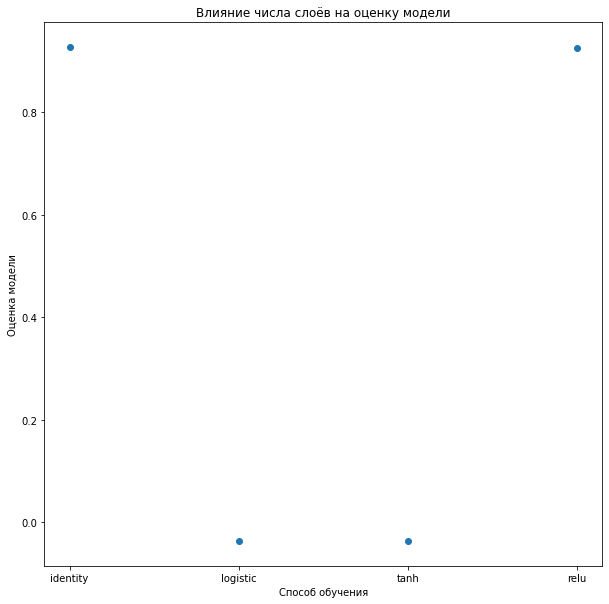 Влияние числа слоёв на оценку модели
Оценка модели
0.8
0.6
0.4
0.2
0.0
identity logistic tanh relu
Способ обучения